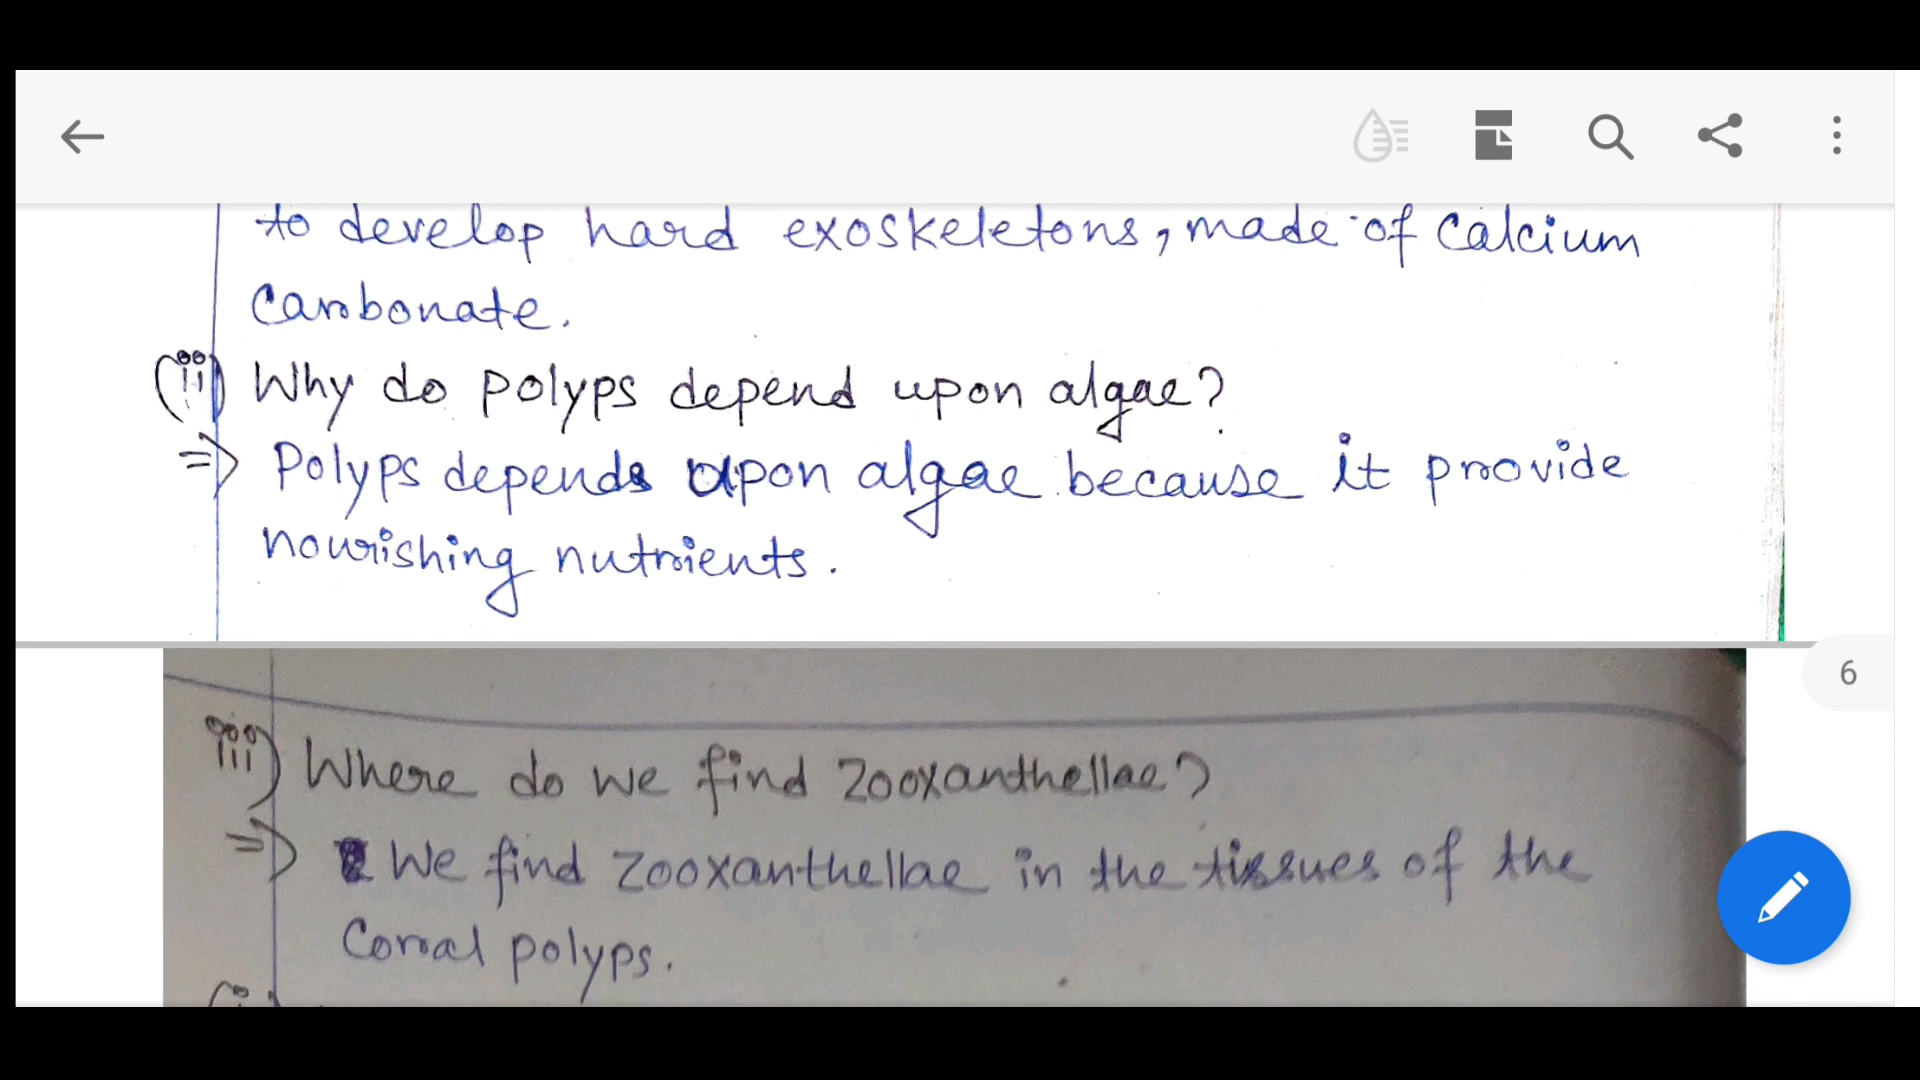 to develop hard exoskeletons, made of calcium
carbonate.
(ii) Why do polyps depend upon algae?
=> Polyps depends upon algae because it provide
nourishing nutrients.
6
iii) Where do we find zooxanthellae?
=> We find zooxanthellae in the tissues of the
coral polyps.